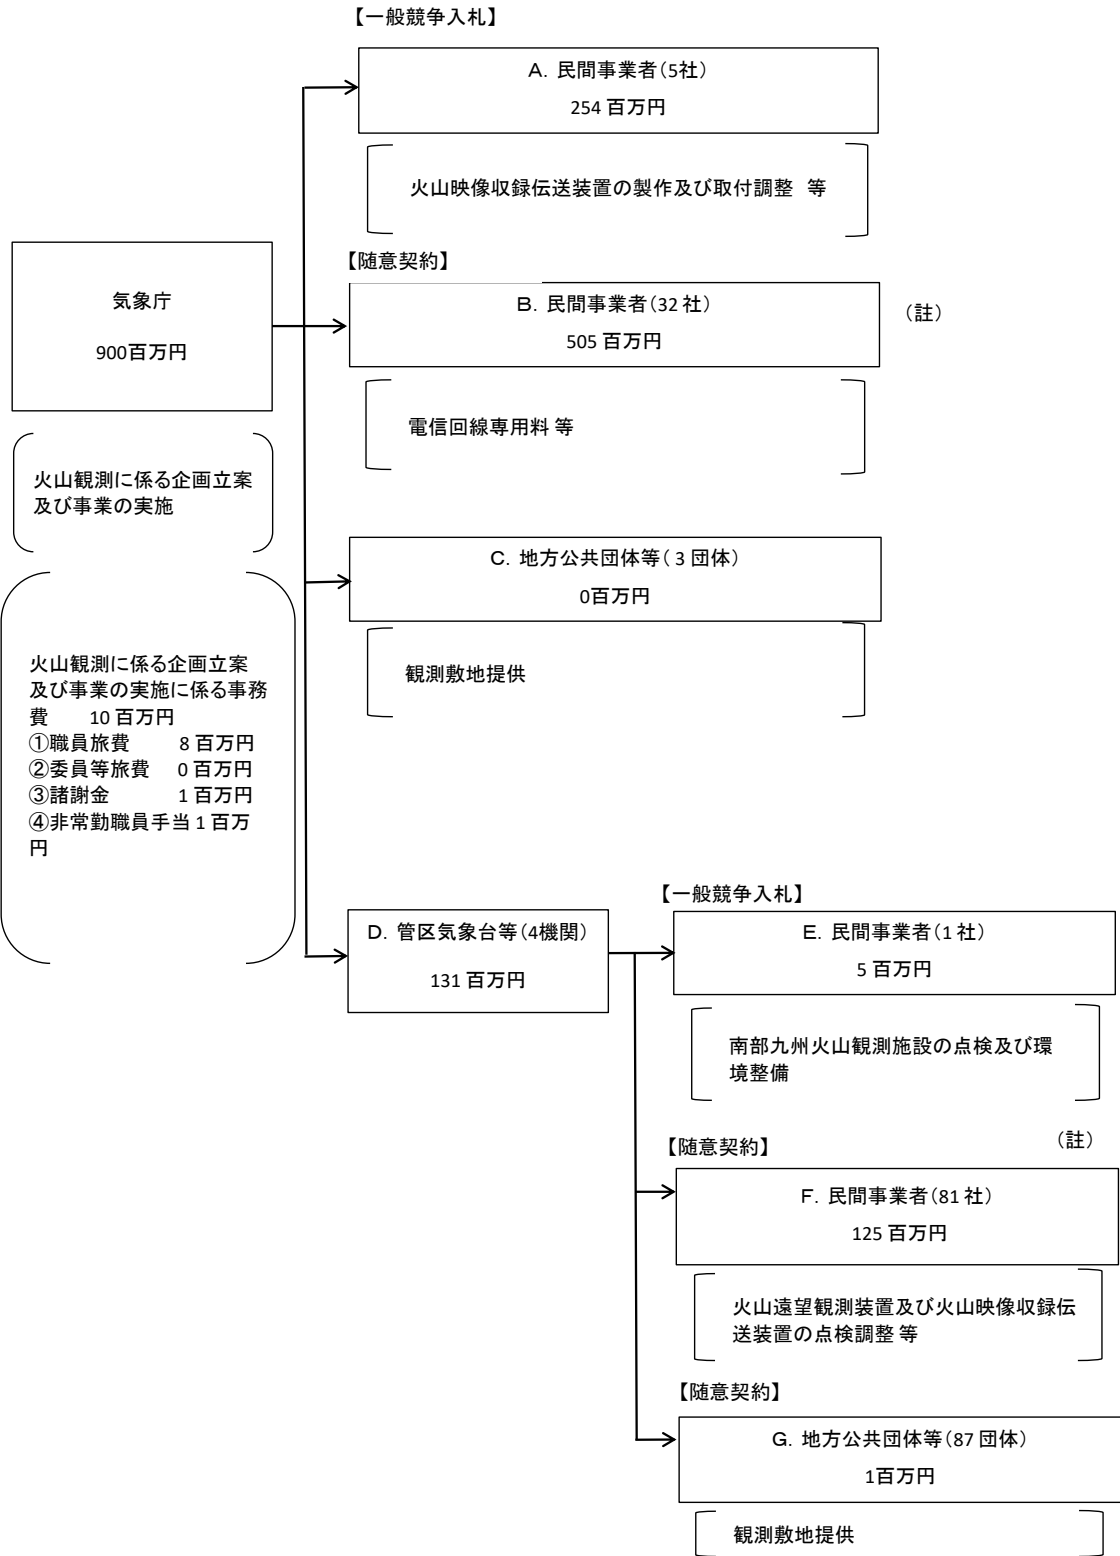 【一般競争入札】
A．民間事業者（5社）
254 百万円
火山映像収録伝送装置の製作及び取付調整 等
気象庁
900百万円
火山観測に係る企画立案
及び事業の実施
火山観測に係る企画立案
及び事業の実施に係る事務
費 10 百万円
①職員旅費 8 百万円
②委員等旅費 0 百万円
③諸謝金 1 百万円
④非常勤職員手当 1 百万
円
【随意契約】
B．民間事業者（32 社）
505 百万円
（註）
電信回線専用料 等
C．地方公共団体等（ 3 団体）
0百万円
観測敷地提供
D．管区気象台等（4機関）
131 百万円
【一般競争入札】
E．民間事業者（1 社）
5 百万円
南部九州火山観測施設の点検及び環
境整備
【随意契約】
（註）
F．民間事業者（81 社）
125 百万円
火山遠望観測装置及び火山映像収録伝
送装置の点検調整 等
【随意契約】
G．地方公共団体等（87 団体）
1百万円
観測敷地提供